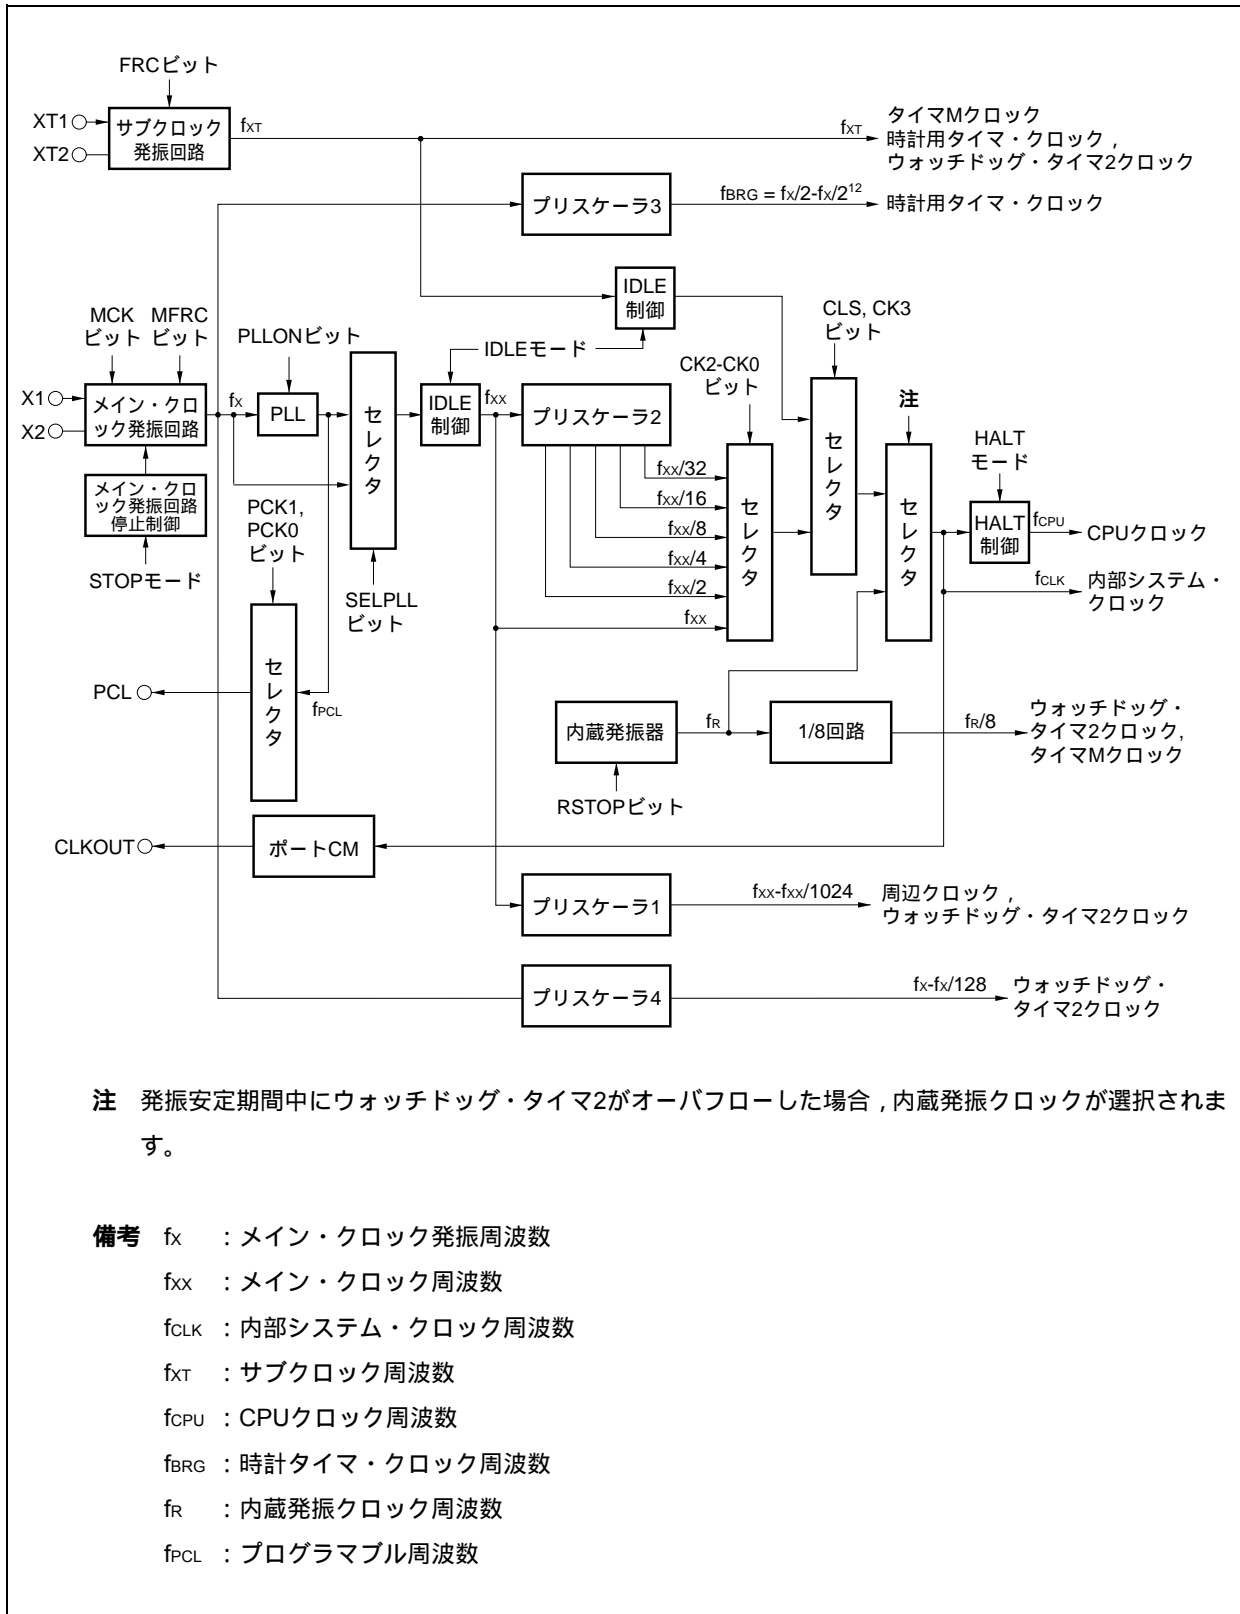 FRCビット
XT1
XT2
サブクロック
発振回路
fXT
fXT
タイマMクロック
時計用タイマ・クロック，
ウォッチドッグ・タイマ2クロック
プリスケーラ3
fBRG = fX/2-fX/2¹²
時計用タイマ・クロック
IDLE
制御
MCK
ビット
MFRC
ビット
PLLONビット
IDLEモード
CLS, CK3
ビット
CK2-CK0
ビット
X1
X2
メイン・クロ
ック発振回路
fX
PLL
セレクタ
IDLE
制御
fXX
プリスケーラ2
セレクタ
注
HALT
モード
メイン・クロ
ック発振回路
停止制御
STOPモード
PCK1,
PCK0
ビット
SELPLL
ビット
fXX/32
fXX/16
fXX/8
fXX/4
fXX/2
fXX
セレクタ
セレクタ
HALT
制御
fCPU
CPUクロック
fCLK
内部システム・
クロック
PCL
セレクタ
fPCL
内蔵発振器
fR
1/8回路
fR/8
ウォッチドッグ・
タイマ2クロック,
タイマMクロック
RSTOPビット
CLKOUT
ポートCM
プリスケーラ1
fXX-fXX/1024
周辺クロック，
ウォッチドッグ・タイマ2クロック
プリスケーラ4
fX-fX/128
ウォッチドッグ・
タイマ2クロック
注　発振安定期間中にウォッチドッグ・タイマ2がオーバフローした場合，内蔵発振クロックが選択されま
す。
備考　fX　：メイン・クロック発振周波数
fXX　：メイン・クロック周波数
fCLK　：内部システム・クロック周波数
fXT　：サブクロック周波数
fCPU　：CPUクロック周波数
fBRG　：時計タイマ・クロック周波数
fR　：内蔵発振クロック周波数
fPCL　：プログラマブル周波数